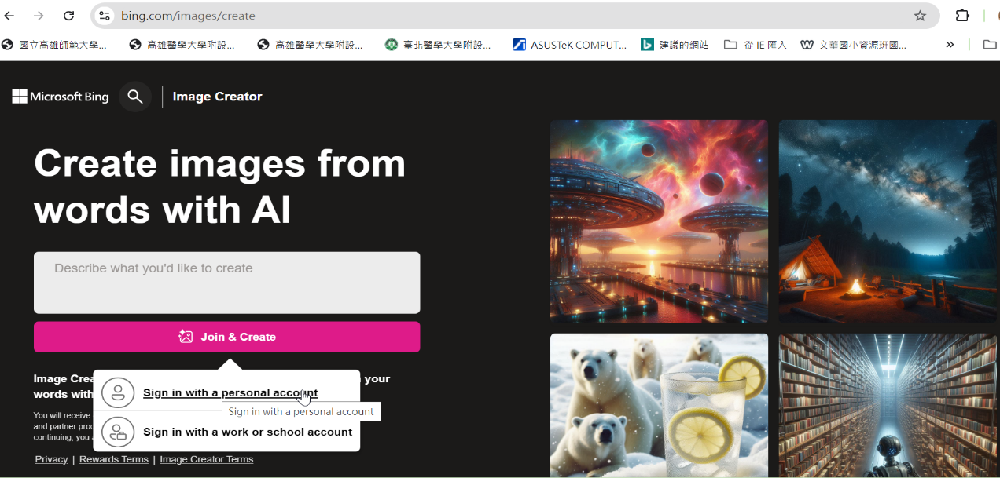 bing.com/images/create
國立高雄師範大學...
高雄醫學大學附設...
高雄醫學大學附設...
臺北醫學大學附設...
ASUSTeK COMPUT...
建議的網站
從 IE 匯入
文華國小資源班國...
Microsoft Bing
Image Creator
Create images from
words with AI
Describe what you'd like to create
Join & Create
Image Crea
your
words with
You will receive
and partner prod
continuing, you a
Sign in with a personal account
Sign in with a personal account
Sign in with a work or school account
Privacy | Rewards Terms | Image Creator Terms